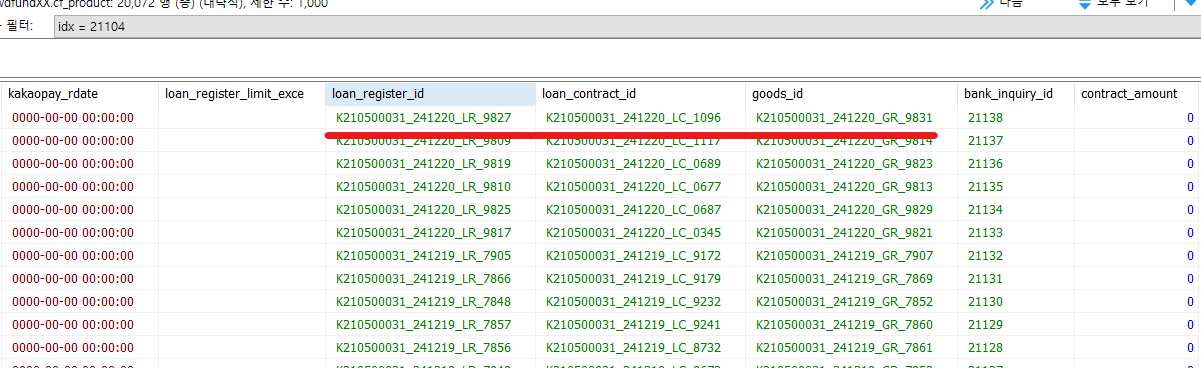 cf_product: 20,072 행 (총) (대략적), 제한 수: 1,000 다음 모두 보기
필터: idx = 21104
kakaopay_rdate loan_register_limit_exce loan_register_id loan_contract_id goods_id bank_inquiry_id contract_amount
0000-00-00 00:00:00 K210500031_241220_LR_9827 K210500031_241220_LC_1096 K210500031_241220_GR_9831 21138 0
0000-00-00 00:00:00 K210500031_241220_LR_9809 K210500031_241220_LC_1117 K210500031_241220_GR_9814 21137 0
0000-00-00 00:00:00 K210500031_241220_LR_9819 K210500031_241220_LC_0689 K210500031_241220_GR_9823 21136 0
0000-00-00 00:00:00 K210500031_241220_LR_9810 K210500031_241220_LC_0677 K210500031_241220_GR_9813 21135 0
0000-00-00 00:00:00 K210500031_241220_LR_9825 K210500031_241220_LC_0687 K210500031_241220_GR_9829 21134 0
0000-00-00 00:00:00 K210500031_241220_LR_9817 K210500031_241220_LC_0345 K210500031_241220_GR_9821 21133 0
0000-00-00 00:00:00 K210500031_241219_LR_7905 K210500031_241219_LC_9172 K210500031_241219_GR_7907 21132 0
0000-00-00 00:00:00 K210500031_241219_LR_7866 K210500031_241219_LC_9179 K210500031_241219_GR_7869 21131 0
0000-00-00 00:00:00 K210500031_241219_LR_7848 K210500031_241219_LC_9232 K210500031_241219_GR_7852 21130 0
0000-00-00 00:00:00 K210500031_241219_LR_7857 K210500031_241219_LC_9241 K210500031_241219_GR_7860 21129 0
0000-00-00 00:00:00 K210500031_241219_LR_7856 K210500031_241219_LC_8732 K210500031_241219_GR_7861 21128 0